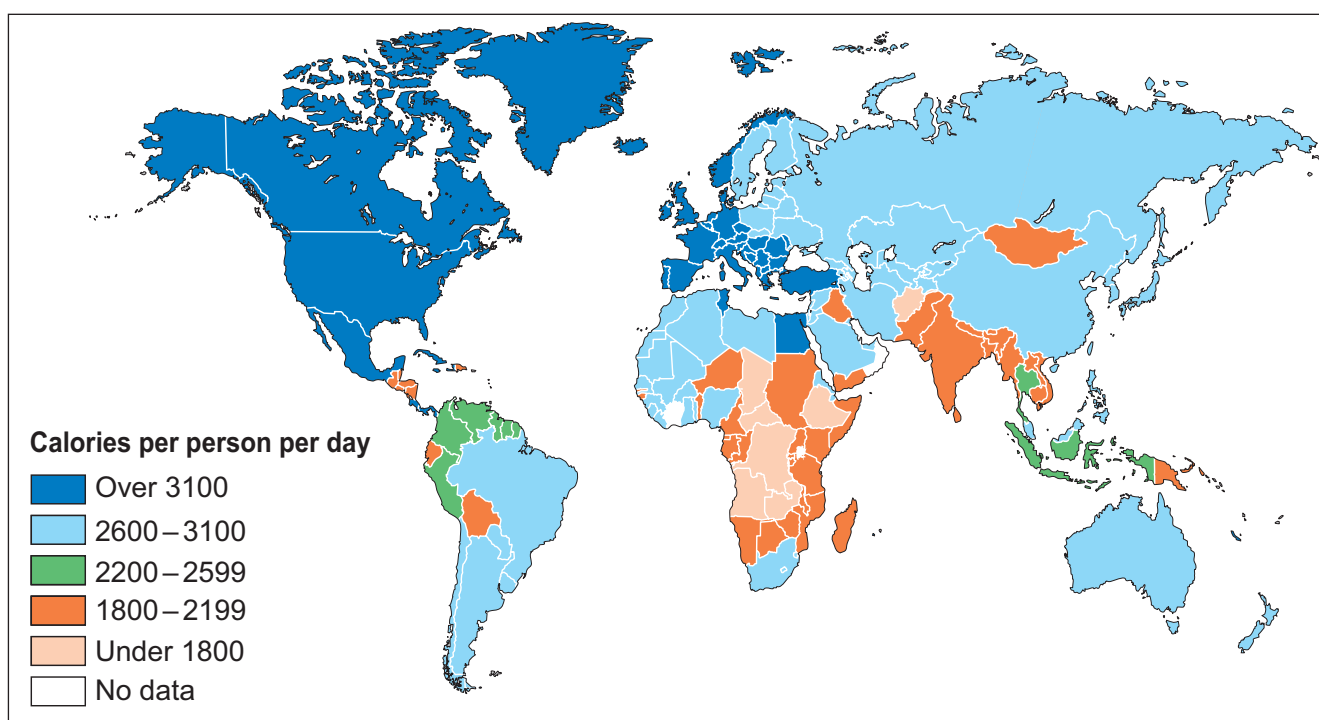 Calories per person per day
Over 3100
2600–3100
2200–2599
1800–2199
Under 1800
No data